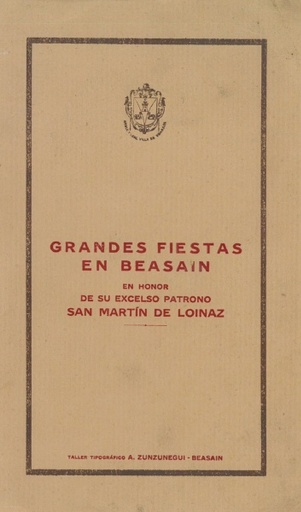 GRANDES FIESTAS
EN BEASAIN
EN HONOR
DE SU EXCELSO PATRONO
SAN MARTÍN DE LOINAZ
TALLER TIPOGRÁFICO A. ZUNZUNEGUI - BEASAIN